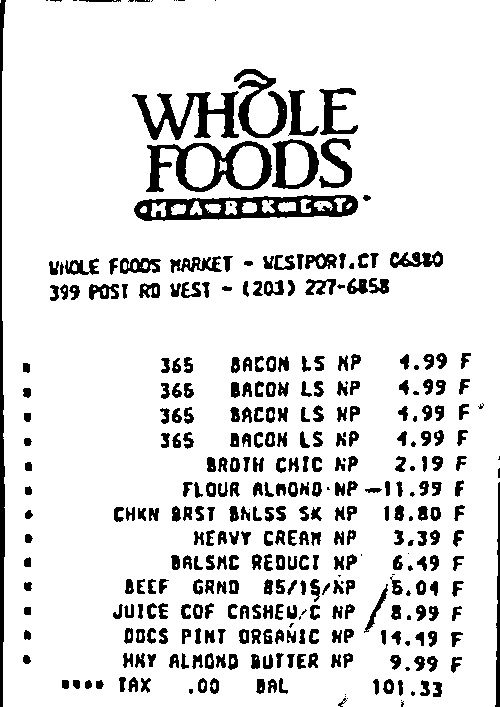 WHOLE
FOODS
MARKET
WHOLE FOODS MARKET - WESTPORT,CT 06880
399 POST RD WEST - (203) 227-6858
365 BACON LS NP 4.99 F
365 BACON LS NP 4.99 F
365 BACON LS NP 4.99 F
365 BACON LS NP 4.99 F
BROTH CHIC NP 2.19 F
FLOUR ALMOND NP 11.99 F
CHKN BRST BNLSS SK NP 18.80 F
HEAVY CREAM NP 3.39 F
BALSMC REDUCT NP 6.49 F
BEEF GRND 85/15 NP 5.04 F
JUICE COF CASHEW/C NP 8.99 F
DOCS PINT ORGANIC NP 14.49 F
HNY ALMOND BUTTER NP 9.99 F
**** TAX .00 BAL 101.33